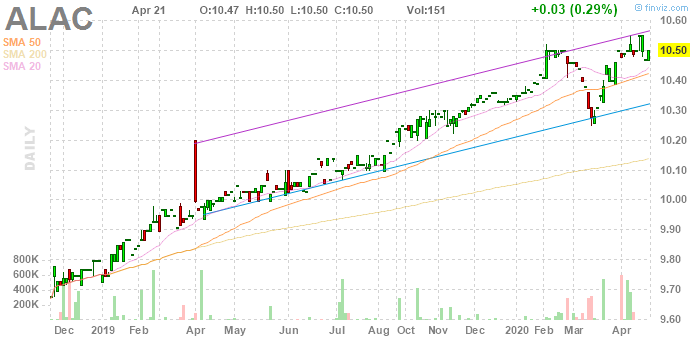 ALAC
Apr 21 O:10.47 H:10.50 L:10.50 C:10.50 Vol:151 +0.03 (0.29%)
© finviz.com
SMA 50
SMA 200
SMA 20
DAILY
10.60
10.50
10.40
10.30
10.20
10.10
10.00
9.90
9.80
9.70
9.60
800K
600K
400K
200K
Dec 2019 Feb Apr May Jun Jul Aug Oct Nov Dec 2020 Feb Mar Apr